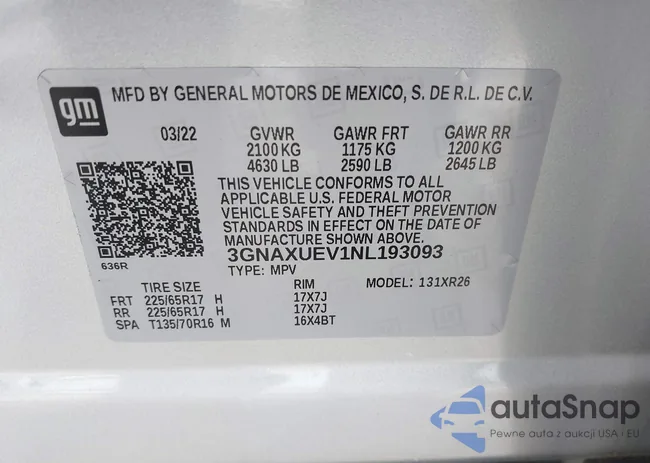 gm
MFD BY GENERAL MOTORS DE MEXICO, S. DE R.L. DE C.V.
03/22 GVWR GAWR FRT GAWR RR
2100 KG 1175 KG 1200 KG
4630 LB 2590 LB 2645 LB
THIS VEHICLE CONFORMS TO ALL
APPLICABLE U.S. FEDERAL MOTOR
VEHICLE SAFETY AND THEFT PREVENTION
STANDARDS IN EFFECT ON THE DATE OF
MANUFACTURE SHOWN ABOVE.
3GNAXUEV1NL193093
636R TYPE: MPV
TIRE SIZE RIM MODEL: 131XR26
FRT 225/65R17 H 17X7J
RR 225/65R17 H 17X7J
SPA T135/70R16 M 16X4BT
autaSnap
Pewne auta z aukcji USA i EU